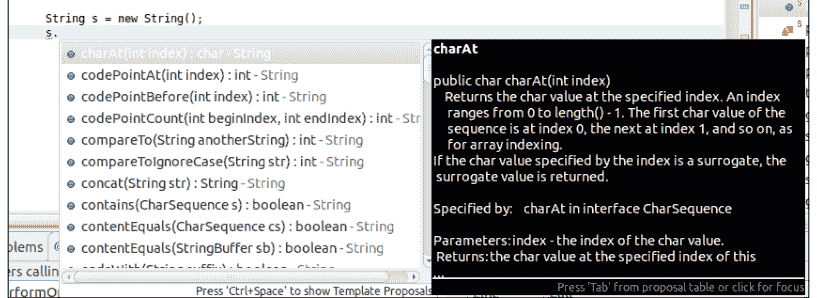 String s = new String();
s.
charAt(int index) : char - String
codePointAt(int index) : int - String
codePointBefore(int index) : int - String
codePointCount(int beginIndex, int endIndex) : int - Str
compareTo(String anotherString) : int - String
compareToIgnoreCase(String str) : int - String
concat(String str) : String - String
contains(CharSequence s) : boolean - String
contentEquals(CharSequence cs) : boolean - String
contentEquals(StringBuffer sb) : boolean - String
Press 'Ctrl+Space' to show Template Proposals
charAt
public char charAt(int index)
Returns the char value at the specified index. An index
ranges from 0 to length() - 1. The first char value of the
sequence is at index 0, the next at index 1, and so on, as
for array indexing.
If the char value specified by the index is a surrogate, the
surrogate value is returned.
Specified by: charAt in interface CharSequence
Parameters:index - the index of the char value.
Returns:the char value at the specified index of this
...
Press 'Tab' from proposal table or click for focus
blems
ers callin
rformOp
S
S